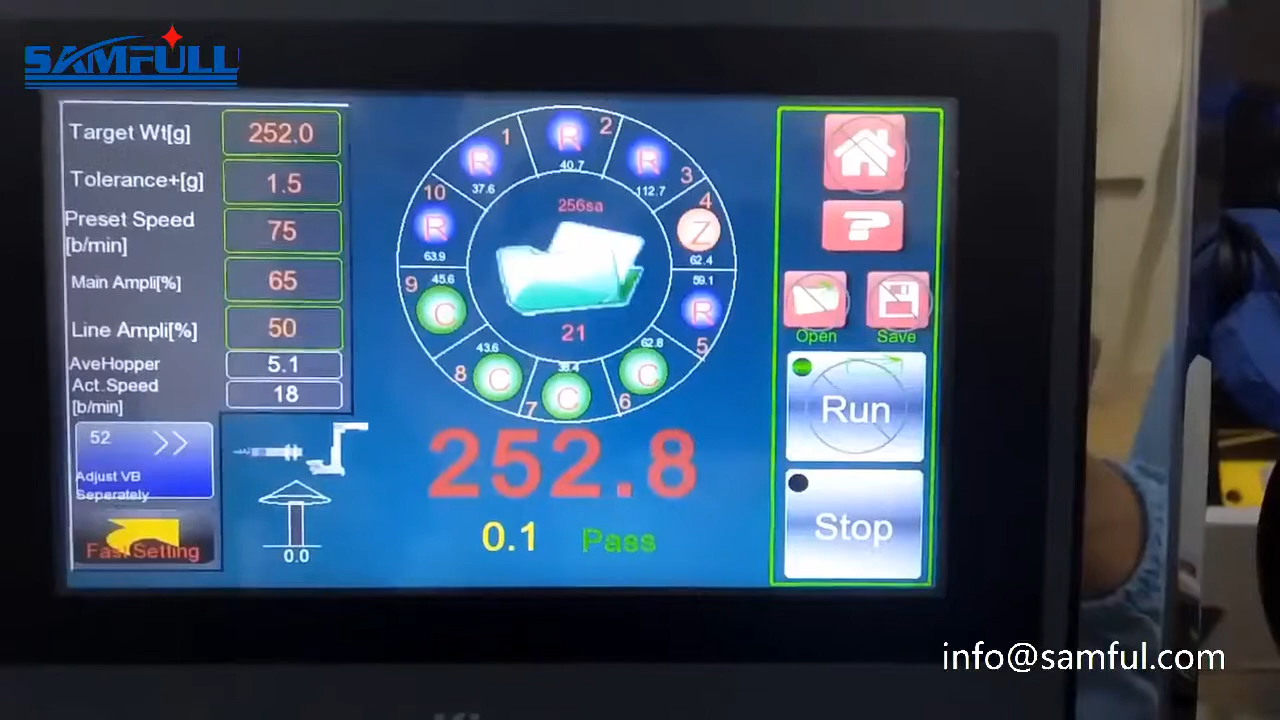 SAMFULL
Target Wt[g] 252.0
Tolerance+[g] 1.5
Preset Speed [b/min] 75
Main Ampli[%] 65
Line Ampli[%] 50
AveHopper 5.1
Act.Speed [b/min] 18
52 >>
Adjust VB
Seperately
Fast Setting
0.0
1 R 37.6
2 R 40.7
3 R 112.7
4 Z 62.4
5 R 59.1
6 C 62.8
7 C
8 C 43.6
9 C 45.6
10 R 63.9
256sa
21
252.8
0.1 Pass
Open Save
Run
Stop
info@samful.com